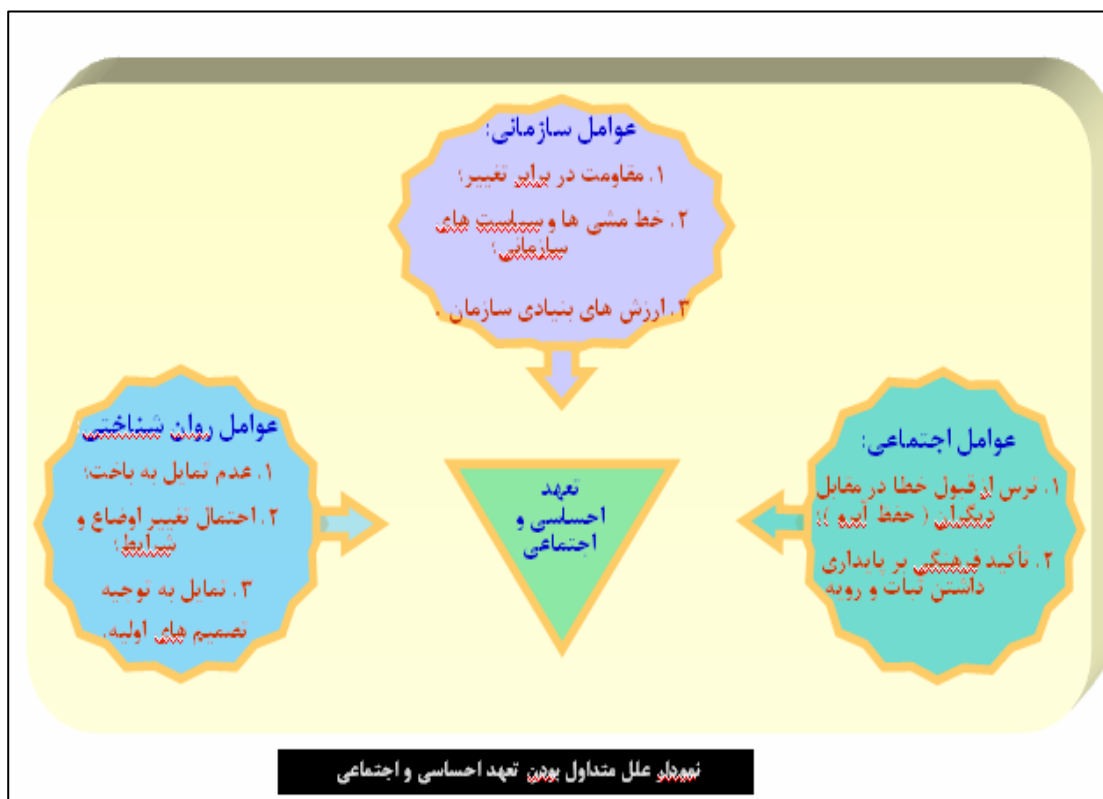 عوامل سازمانی:
۱. مقاومت در برابر تغییر؛
۲. خط مشی ها و سیاست های
سازمانی؛
۳. ارزش های بنیادی سازمان .
عوامل اجتماعی:
۱. ترس از قبول خطا در مقابل
دیگران ( حفظ آبرو )؛
۲. تأکید فرهنگی بر پایداری
داشتن ثبات و رویه
تعهد
احساسی و
اجتماعی
عوامل روان شناختی:
۱. عدم تمایل به باخت؛
۲. احتمال تغییر اوضاع و
شرایط؛
۳. تمایل به توجیه
تصمیم های اولیه.
نمودار علل متداول بودن تعهد احساسی و اجتماعی